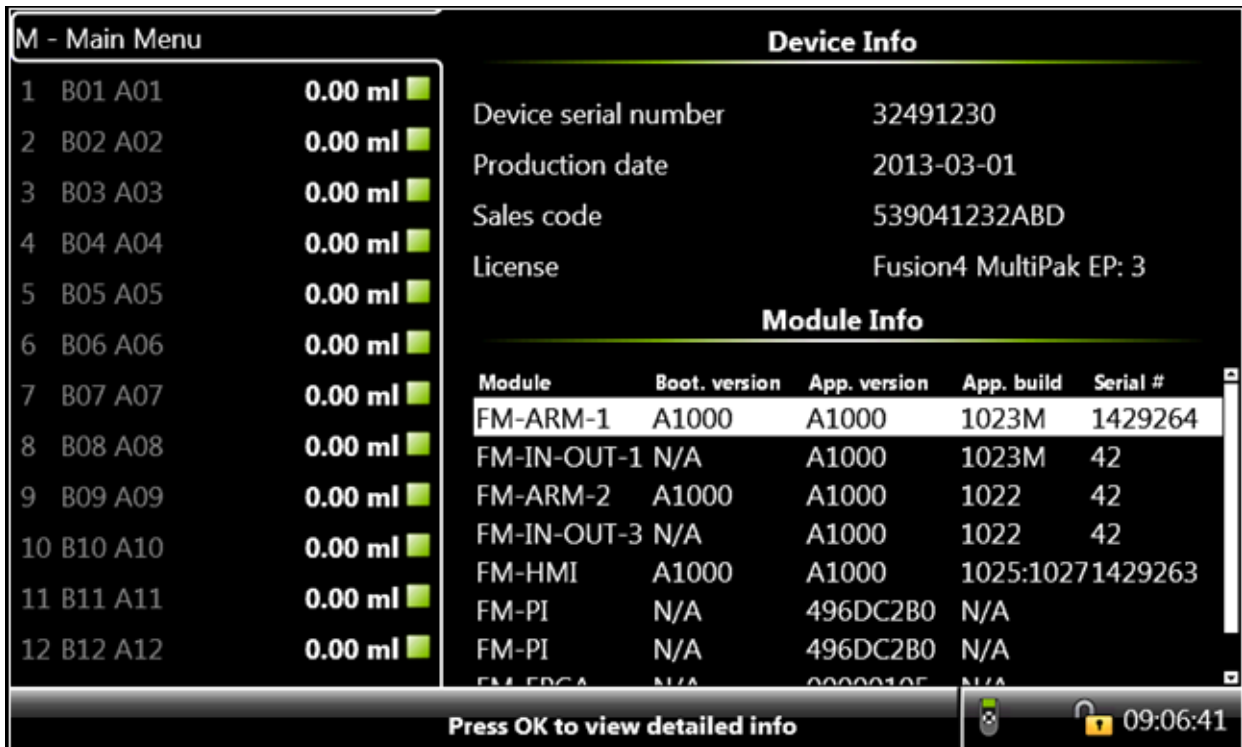 M - Main Menu
1 B01 A01 0.00 ml
2 B02 A02 0.00 ml
3 B03 A03 0.00 ml
4 B04 A04 0.00 ml
5 B05 A05 0.00 ml
6 B06 A06 0.00 ml
7 B07 A07 0.00 ml
8 B08 A08 0.00 ml
9 B09 A09 0.00 ml
10 B10 A10 0.00 ml
11 B11 A11 0.00 ml
12 B12 A12 0.00 ml
Device Info
Device serial number 32491230
Production date 2013-03-01
Sales code 539041232ABD
License Fusion4 MultiPak EP: 3
Module Info
Module Boot. version App. version App. build Serial #
FM-ARM-1 A1000 A1000 1023M 1429264
FM-IN-OUT-1 N/A A1000 1023M 42
FM-ARM-2 A1000 A1000 1022 42
FM-IN-OUT-3 N/A A1000 1022 42
FM-HMI A1000 A1000 1025:1027 1429263
FM-PI N/A 496DC2B0 N/A
FM-PI N/A 496DC2B0 N/A
Press OK to view detailed info
09:06:41